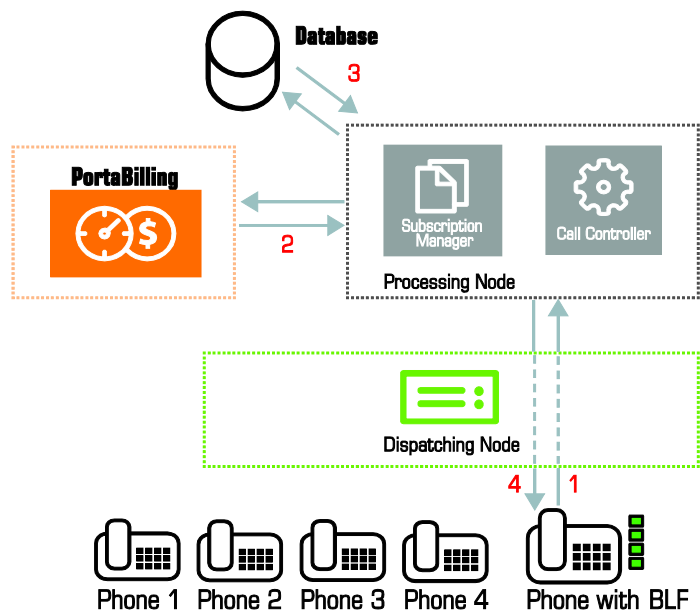 Database
3
PortaBilling
$
2
Subscription
Manager
Call Controller
Processing Node
Dispatching Node
4
1
Phone 1
Phone 2
Phone 3
Phone 4
Phone with BLF